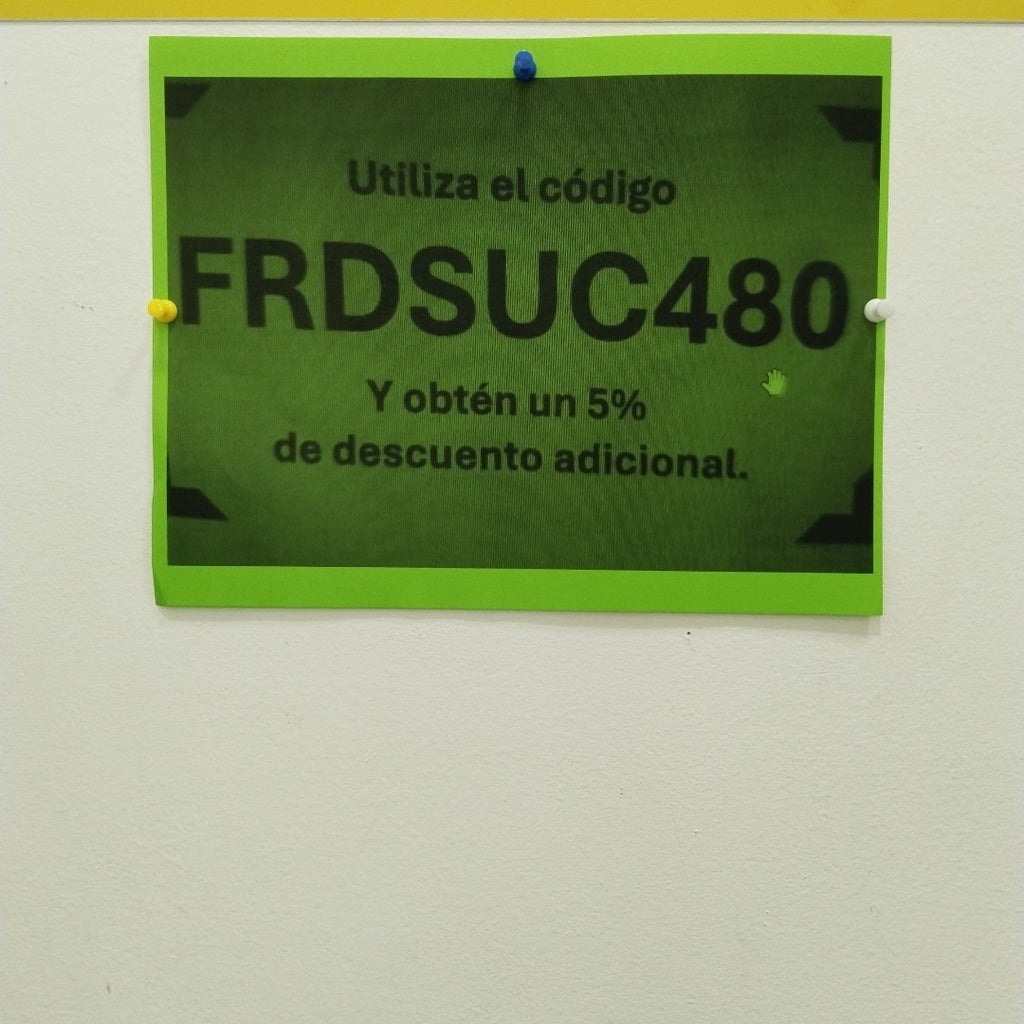 Utiliza el código
FRDSUC480
Y obtén un 5%
de descuento adicional.